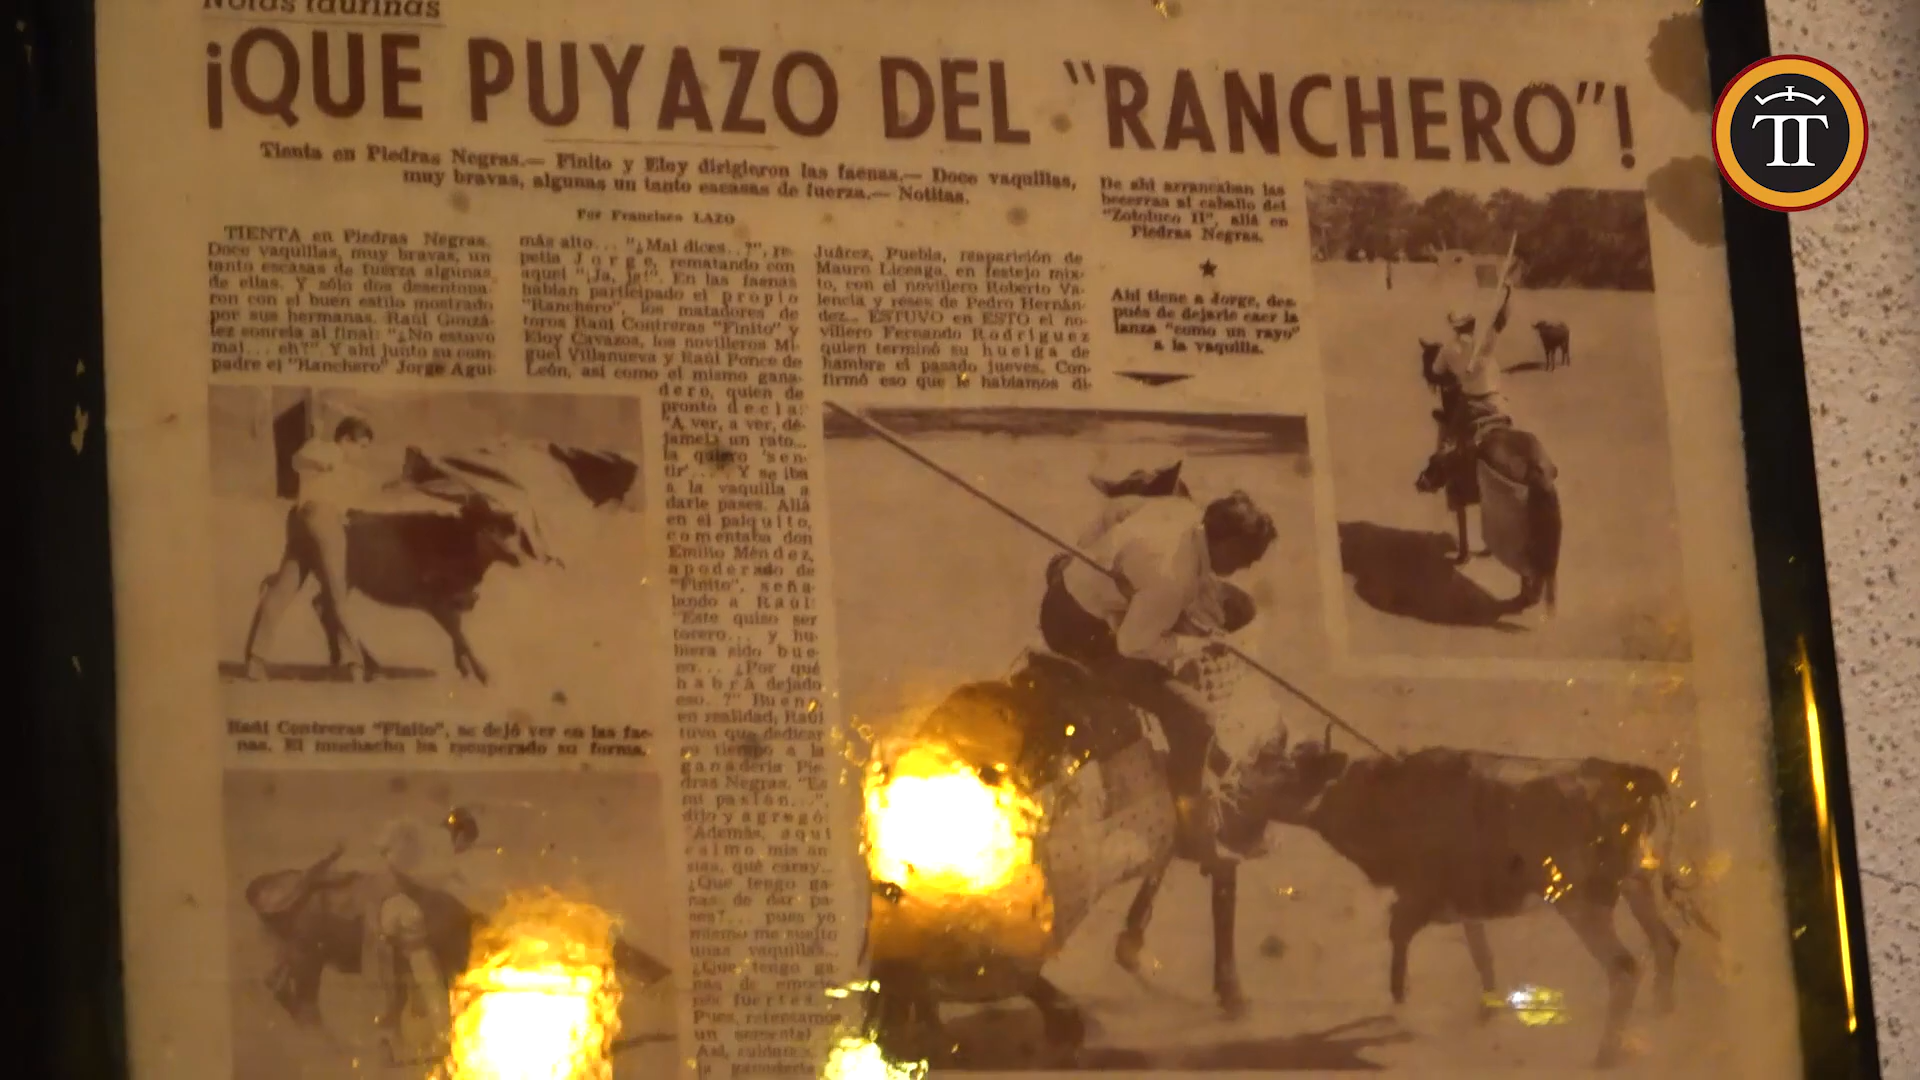 Notas taurinas
¡QUE PUYAZO DEL "RANCHERO"!
Tienta en Piedras Negras.— Finito y Eloy dirigieron las faenas.— Doce vaquillas,
muy bravas, algunas un tanto escasas de fuerza.— Notitas.
Por Francisco LAZO
TIENTA en Piedras Negras.
Doce vaquillas, muy bravas, un
tanto escasas de fuerza algunas
de ellas. Y sólo dos desentona-
ron con el buen estilo mostrado
por sus hermanas. Raúl Gonzá-
lez sonreía al final: "¿No estuvo
mal... eh?". Y ahí junto su com-
padre el "Ranchero" Jorge Agui-
más alto... "¿Mal dices..?", re-
petía Jorge, rematando con
aquel "¡Ja, je!". En las faenas
habían participado el propio
"Ranchero", los matadores de
toros Raúl Contreras "Finito" y
Eloy Cavazos, los novilleros Mi-
guel Villanueva y Raúl Ponce de
León, así como el mismo gana-
dero, quien de
pronto decía:
"A ver, a ver, dé-
jamela un rato...
la quiero 'sen-
tir'.... Y se iba
a la vaquilla a
darle pases. Allá
en el palquito,
comentaba don
Emilio Méndez,
apoderado de
"Finito", seña-
lando a Raúl:
"Este quiso ser
torero... y hu-
biera sido bue-
no... ¿Por qué
habrá dejado
eso..?" Bueno
en realidad, Raúl
tuvo que dedicar
su tiempo a la
ganadería Pie-
dras Negras. "Es
mi pasión...",
dijo y agregó:
"Además, aquí
calmo mis an-
sias, qué caray...
¿Que tengo ga-
nas de dar pa-
ses?... pues yo
mismo me suelto
unas vaquillas...
¿Que tengo ga-
nas de emocio-
nes fuertes...
Pues, retentamos
un semental
Así,
la ganadería
Juárez, Puebla, reaparición de
Mauro Liceaga, en festejo mix-
to, con el novillero Roberto Va-
lencia y reses de Pedro Hernán-
dez... ESTUVO en ESTO el no-
villero Fernando Rodríguez
quien terminó su huelga de
hambre el pasado jueves. Con-
firmó eso que le habíamos di-
De ahí arrancaban las
becerras al caballo del
"Zotoluco II", allá en
Piedras Negras.
Ahí tiene a Jorge, des-
pués de dejarle caer la
lanza "como un rayo"
a la vaquilla.
Raúl Contreras "Finito", se dejó ver en las fae-
nas. El muchacho ha recuperado su forma.